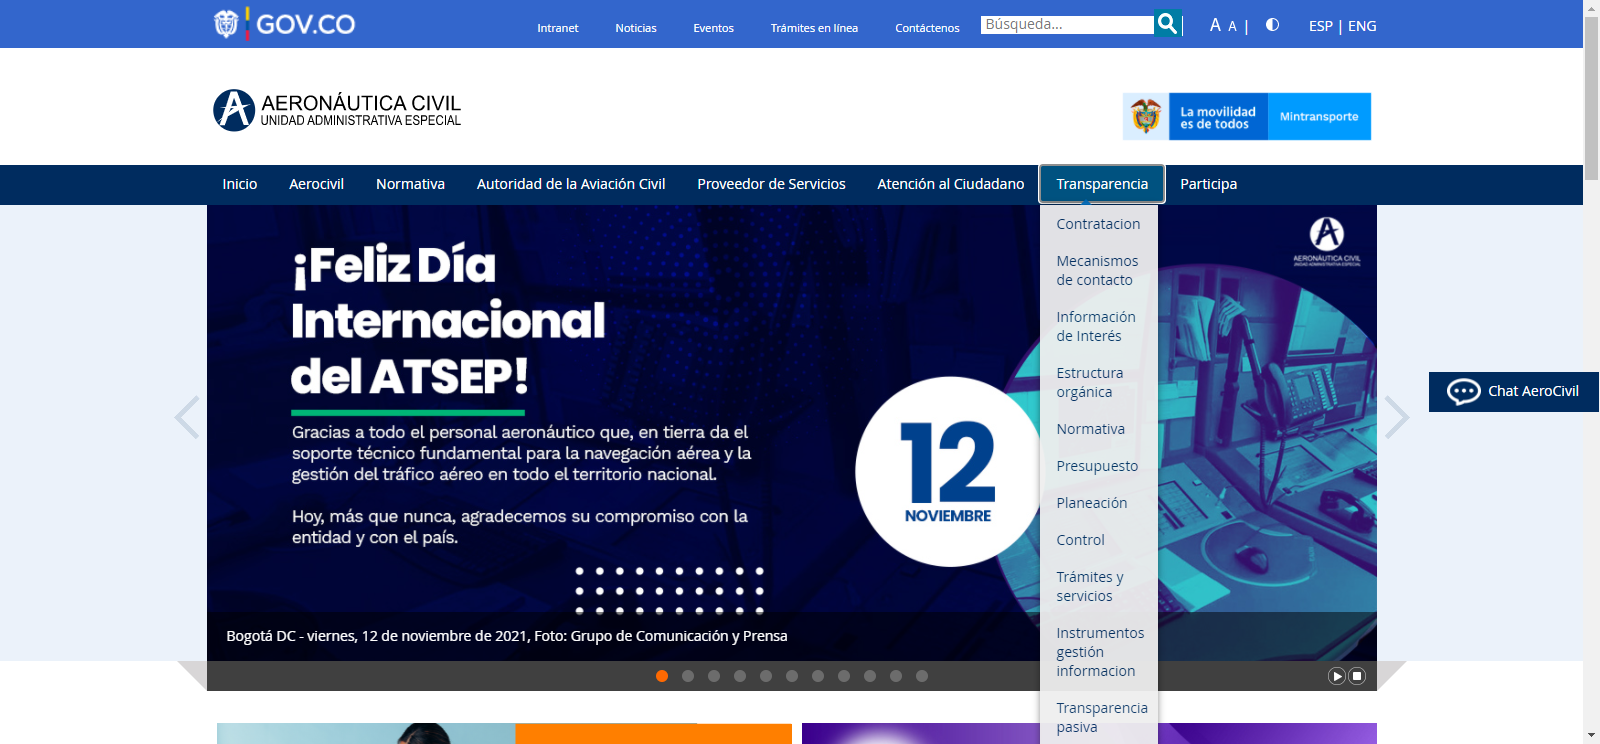 GOV.CO
Intranet
Noticias
Eventos
Trámites en línea
Contáctenos
Búsqueda...
A A |
ESP | ENG
AERONÁUTICA CIVIL
UNIDAD ADMINISTRATIVA ESPECIAL
La movilidad
es de todos
Mintransporte
Inicio
Aerocivil
Normativa
Autoridad de la Aviación Civil
Proveedor de Servicios
Atención al Ciudadano
Transparencia
Participa
Contratacion
Mecanismos
de contacto
Información
de Interés
Estructura
orgánica
Normativa
Presupuesto
Planeación
Control
Trámites y
servicios
Instrumentos
gestión
informacion
Transparencia
pasiva
¡Feliz Día
Internacional
del ATSEP!
Gracias a todo el personal aeronáutico que, en tierra da el
soporte técnico fundamental para la navegación aérea y la
gestión del tráfico aéreo en todo el territorio nacional.
Hoy, más que nunca, agradecemos su compromiso con la
entidad y con el país.
12
NOVIEMBRE
AERONÁUTICA CIVIL
UNIDAD ADMINISTRATIVA ESPECIAL
Chat AeroCivil
Bogotá DC - viernes, 12 de noviembre de 2021, Foto: Grupo de Comunicación y Prensa